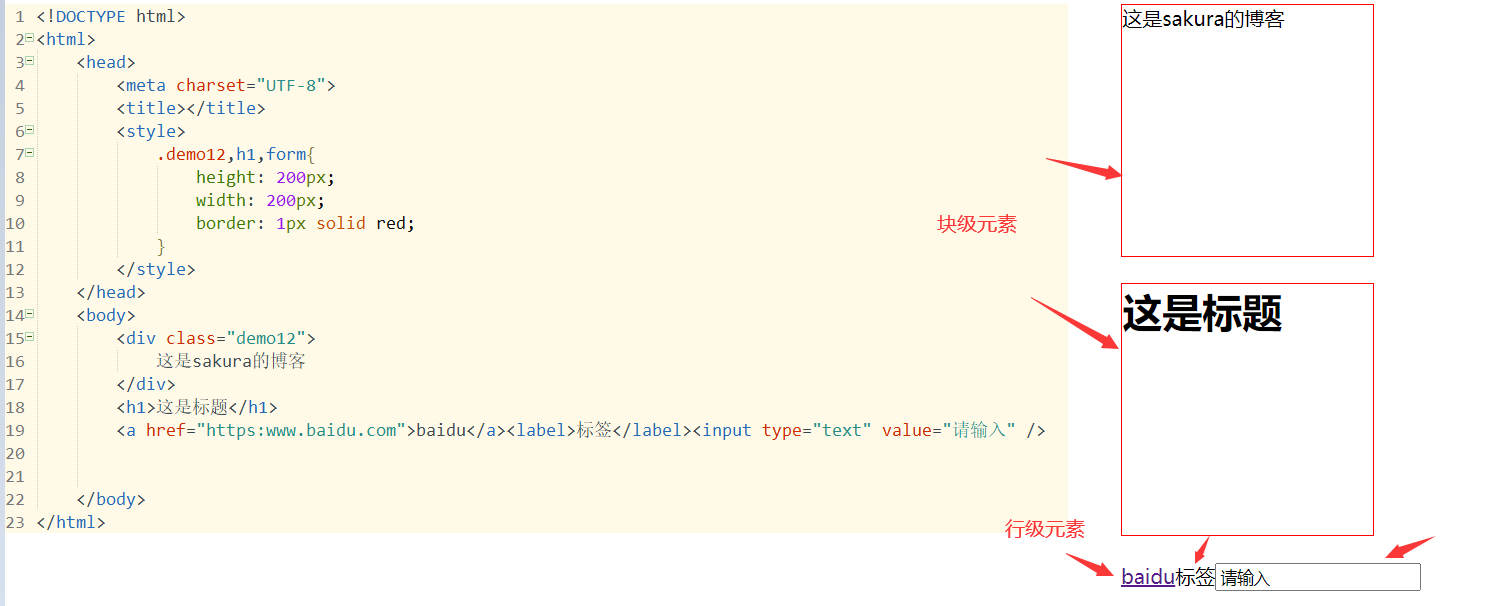 1 <!DOCTYPE html>
2 <html>
3 <head>
4 <meta charset="UTF-8">
5 <title></title>
6 <style>
7 .demo12,h1,form{
8 height: 200px;
9 width: 200px;
10 border: 1px solid red;
11 }
12 </style>
13 </head>
14 <body>
15 <div class="demo12">
16 这是sakura的博客
17 </div>
18 <h1>这是标题</h1>
19 <a href="https:www.baidu.com">baidu</a><label>标签</label><input type="text" value="请输入" />
20
21
22 </body>
23 </html>
块级元素
行级元素
这是sakura的博客
这是标题
baidu标签 请输入